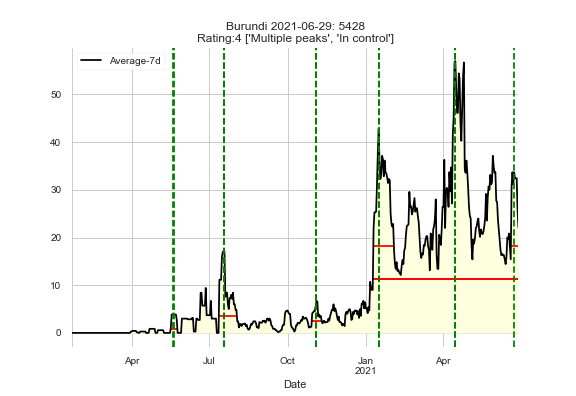 Burundi 2021-06-29: 5428
Rating:4 ['Multiple peaks', 'In control']
Average-7d
50
40
30
20
10
0
Apr
Jul
Oct
Jan
2021
Apr
Date